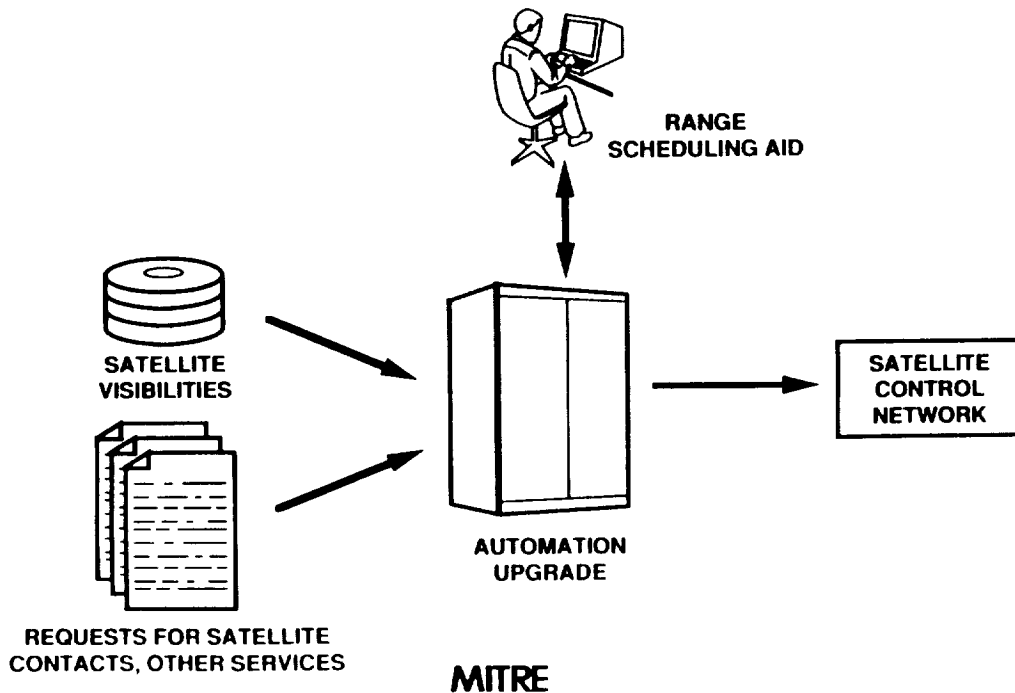 RANGE
SCHEDULING AID
SATELLITE
VISIBILITIES
SATELLITE
CONTROL
NETWORK
AUTOMATION
UPGRADE
REQUESTS FOR SATELLITE
CONTACTS, OTHER SERVICES
MITRE